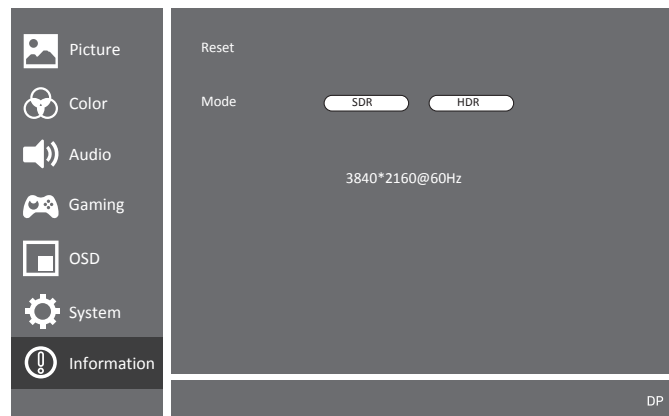 Picture
Color
Audio
Gaming
OSD
System
Information
Reset
Mode SDR HDR
3840*2160@60Hz
DP